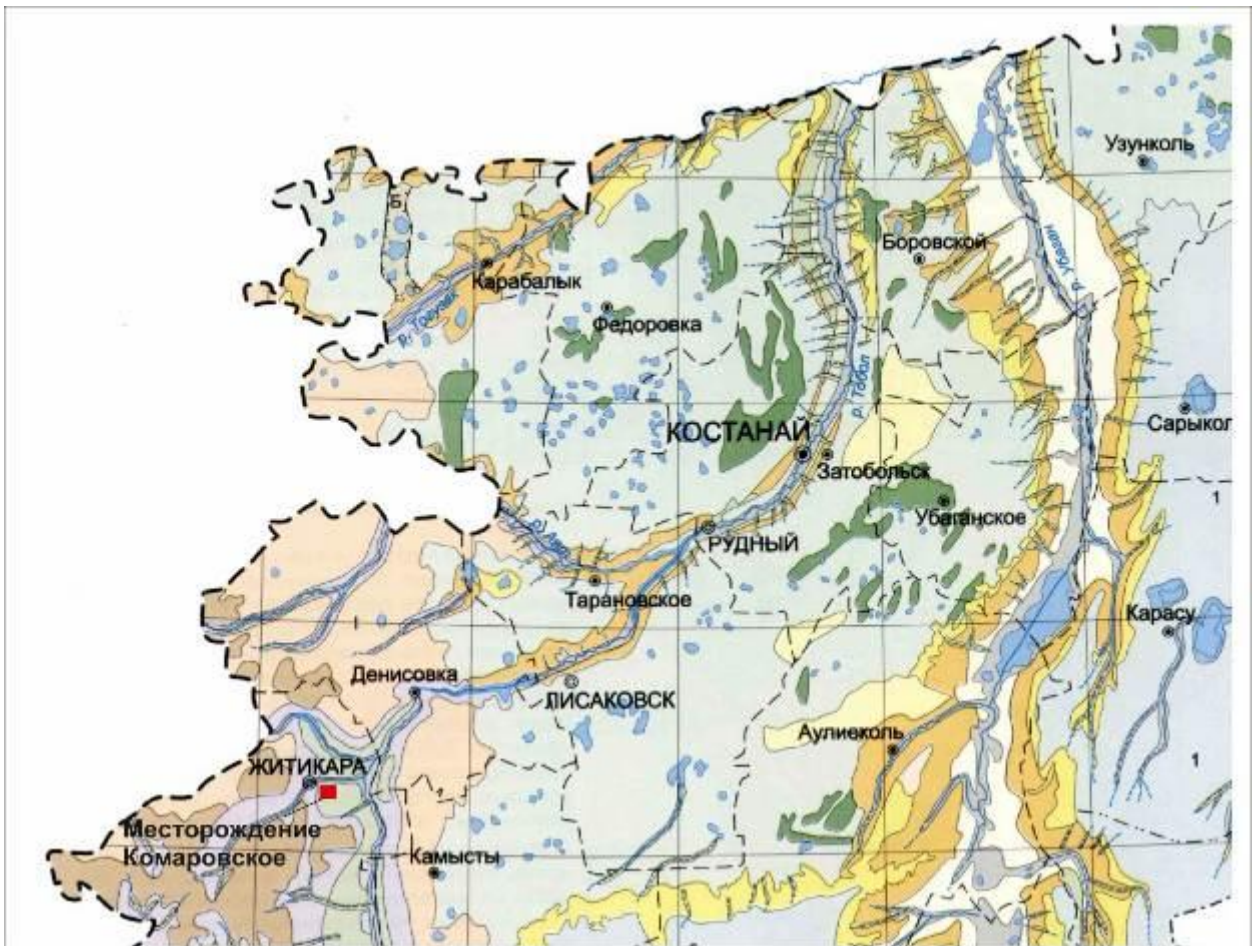 Узунколь
Б
Боровской
р. Убаган
Карабалык
р. Тогузак
Федоровка
р. Тобол
Сарыкол
КОСТАНАЙ
Затобольск
1
Убаганское
р. Аят
РУДНЫЙ
Тарановское
Карасу
Денисовка
ЛИСАКОВСК
Аулиеколь
1
ЖИТИКАРА
Месторождение
Комаровское
Камысты